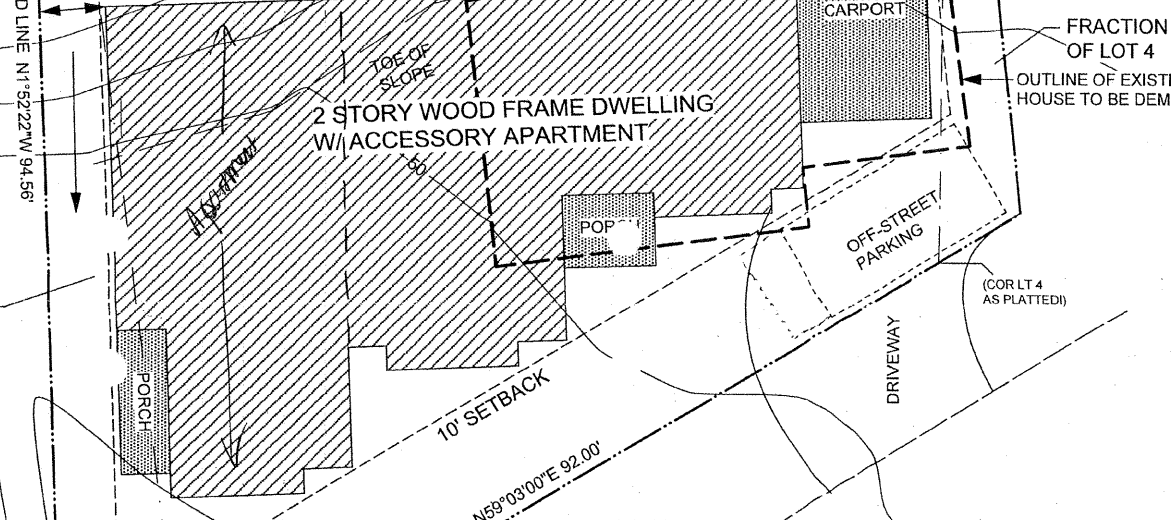 CARPORT
FRACTION
OF LOT 4
OUTLINE OF EXISTI
HOUSE TO BE DEM
D LINE N1°52'22"W 94.56'
TOE OF
SLOPE
2 STORY WOOD FRAME DWELLING
W/ ACCESSORY APARTMENT
60
POR
OFF-STREET
PARKING
(COR LT 4
AS PLATTED)
DRIVEWAY
PORCH
10' SETBACK
N59°03'00"E 92.00'